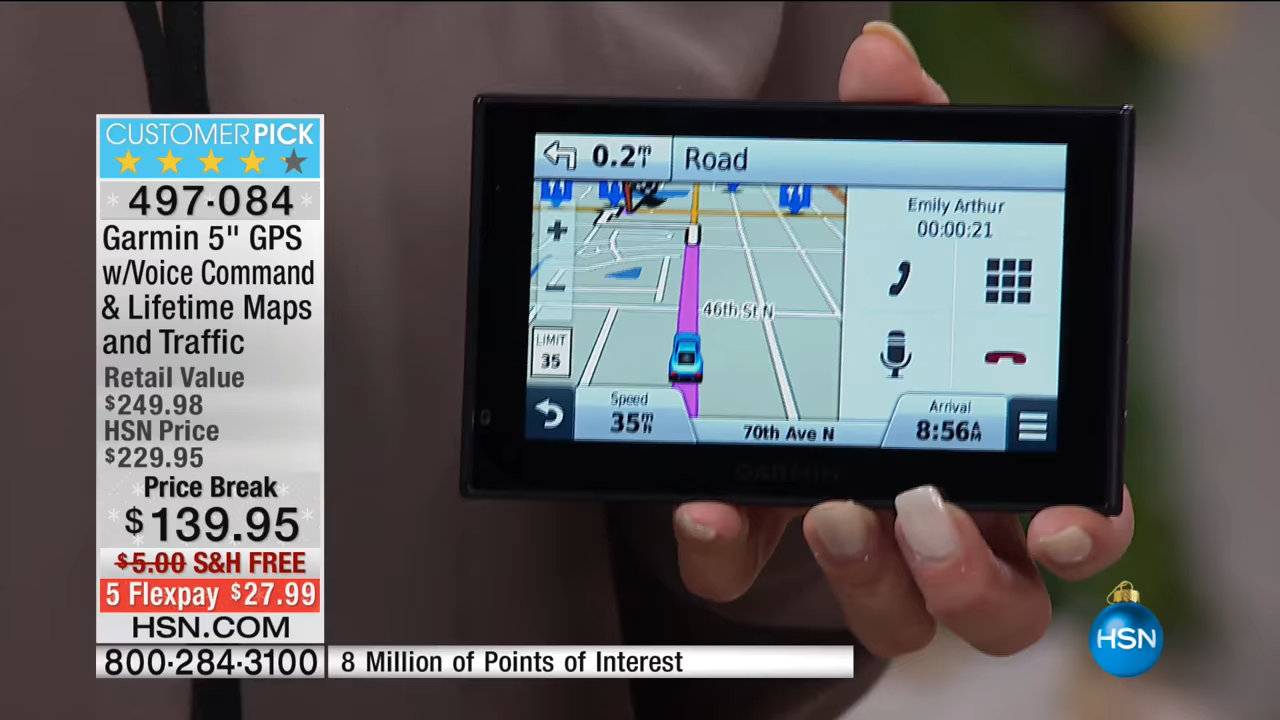 CUSTOMER PICK
497-084
Garmin 5" GPS
w/Voice Command
& Lifetime Maps
and Traffic
Retail Value
$249.98
HSN Price
$229.95
Price Break
$139.95
$5.00 S&H FREE
5 Flexpay $27.99
HSN.COM
800-284-3100
8 Million of Points of Interest
0.2 mi
Road
Emily Arthur
00:00:21
+
46th St N
LIMIT
35
Speed
35 mh
70th Ave N
Arrival
8:56 AM
GARMIN
HSN